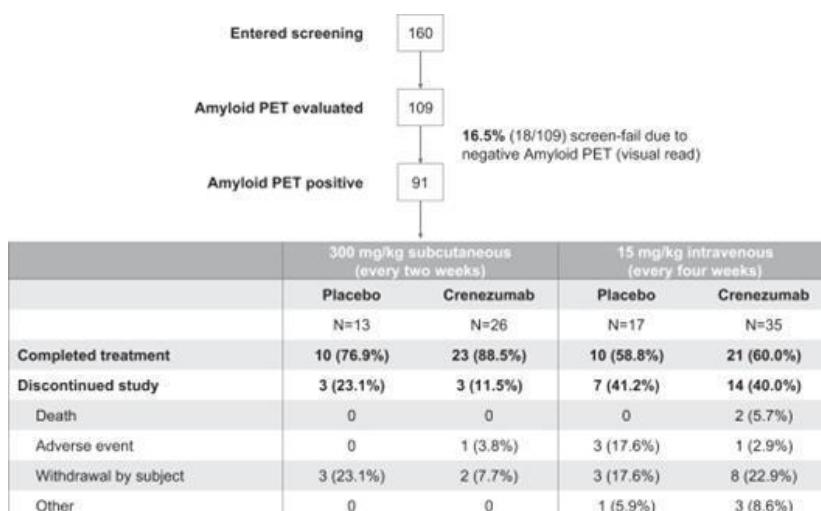 Entered screening
160
Amyloid PET evaluated
109
16.5% (18/109) screen-fail due to
negative Amyloid PET (visual read)
Amyloid PET positive
91
300 mg/kg subcutaneous
(every two weeks)
15 mg/kg intravenous
(every four weeks)
Placebo Crenezumab Placebo Crenezumab
N=13 N=26 N=17 N=35
Completed treatment 10 (76.9%) 23 (88.5%) 10 (58.8%) 21 (60.0%)
Discontinued study 3 (23.1%) 3 (11.5%) 7 (41.2%) 14 (40.0%)
Death 0 0 0 2 (5.7%)
Adverse event 0 1 (3.8%) 3 (17.6%) 1 (2.9%)
Withdrawal by subject 3 (23.1%) 2 (7.7%) 3 (17.6%) 8 (22.9%)
Other 0 0 1 (5.9%) 3 (8.6%)